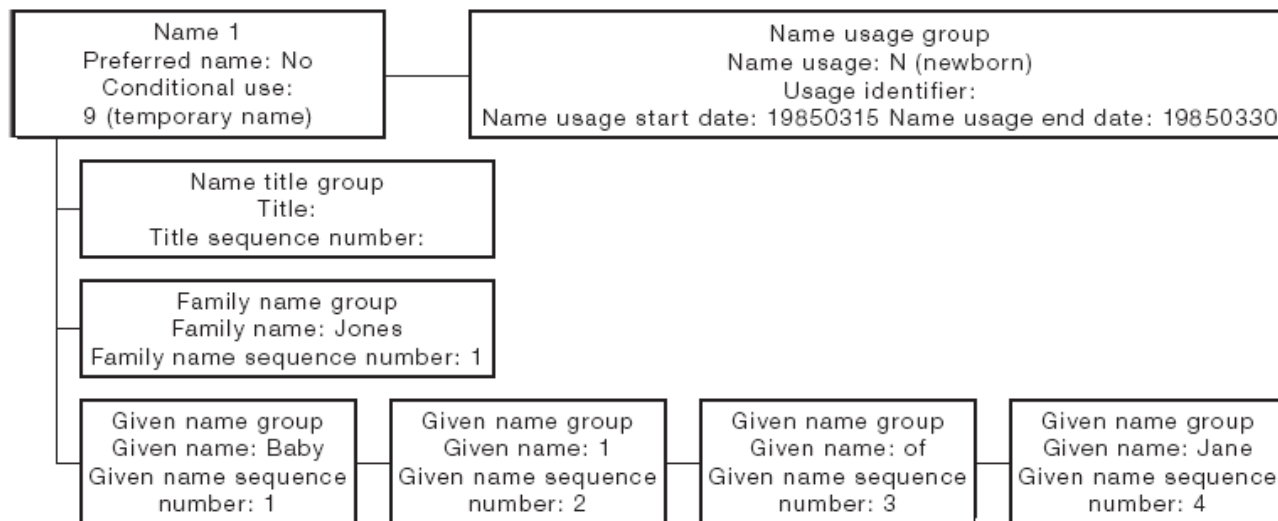 Name 1
Preferred name: No
Conditional use:
9 (temporary name)
Name usage group
Name usage: N (newborn)
Usage identifier:
Name usage start date: 19850315 Name usage end date: 19850330
Name title group
Title:
Title sequence number:
Family name group
Family name: Jones
Family name sequence number: 1
Given name group
Given name: Baby
Given name sequence
number: 1
Given name group
Given name: 1
Given name sequence
number: 2
Given name group
Given name: of
Given name sequence
number: 3
Given name group
Given name: Jane
Given name sequence
number: 4